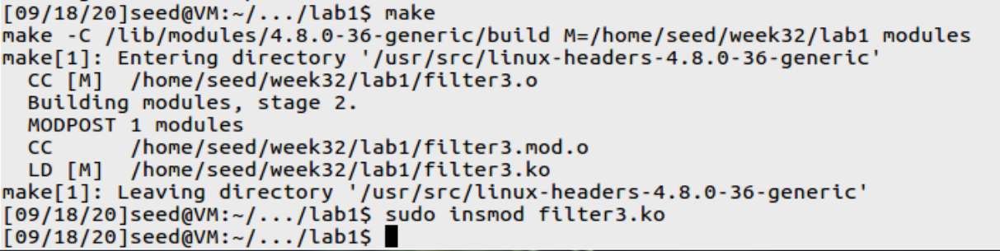 [09/18/20]seed@VM:~/.../lab1$ make
make -C /lib/modules/4.8.0-36-generic/build M=/home/seed/week32/lab1 modules
make[1]: Entering directory '/usr/src/linux-headers-4.8.0-36-generic'
  CC [M]  /home/seed/week32/lab1/filter3.o
  Building modules, stage 2.
  MODPOST 1 modules
  CC      /home/seed/week32/lab1/filter3.mod.o
  LD [M]  /home/seed/week32/lab1/filter3.ko
make[1]: Leaving directory '/usr/src/linux-headers-4.8.0-36-generic'
[09/18/20]seed@VM:~/.../lab1$ sudo insmod filter3.ko
[09/18/20]seed@VM:~/.../lab1$